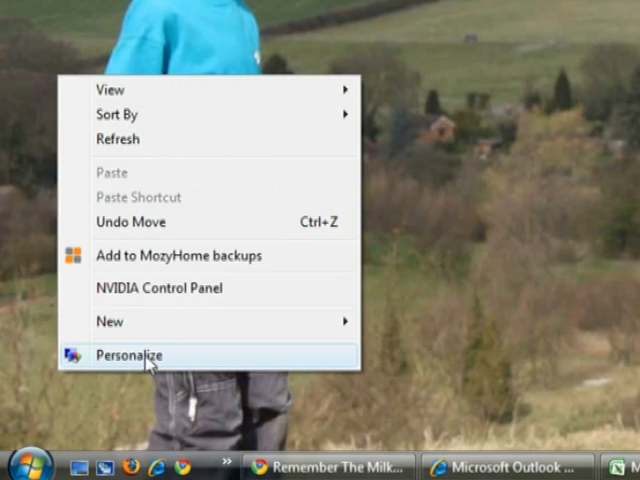 View
Sort By
Refresh
Paste
Paste Shortcut
Undo Move Ctrl+Z
Add to MozyHome backups
NVIDIA Control Panel
New
Personalize
» Remember The Milk... Microsoft Outlook ... M